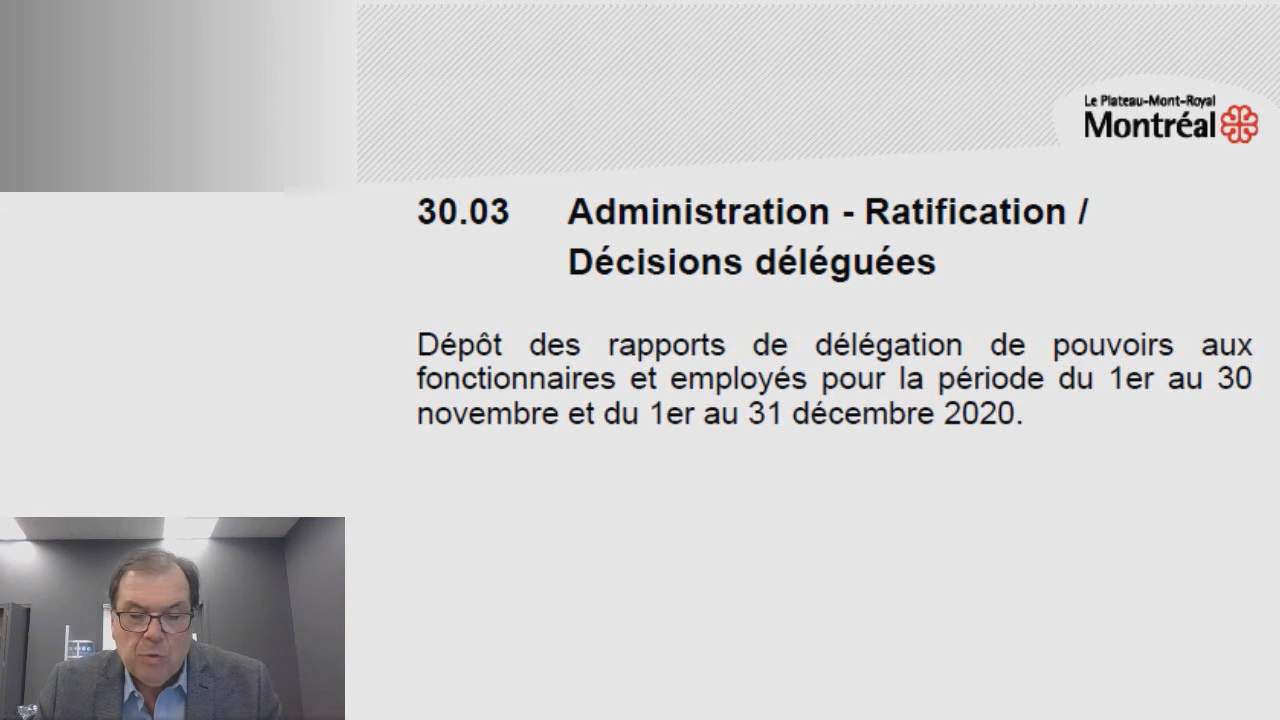 Le Plateau-Mont-Royal
Montréal
30.03 Administration - Ratification /
Décisions déléguées
Dépôt des rapports de délégation de pouvoirs aux
fonctionnaires et employés pour la période du 1er au 30
novembre et du 1er au 31 décembre 2020.